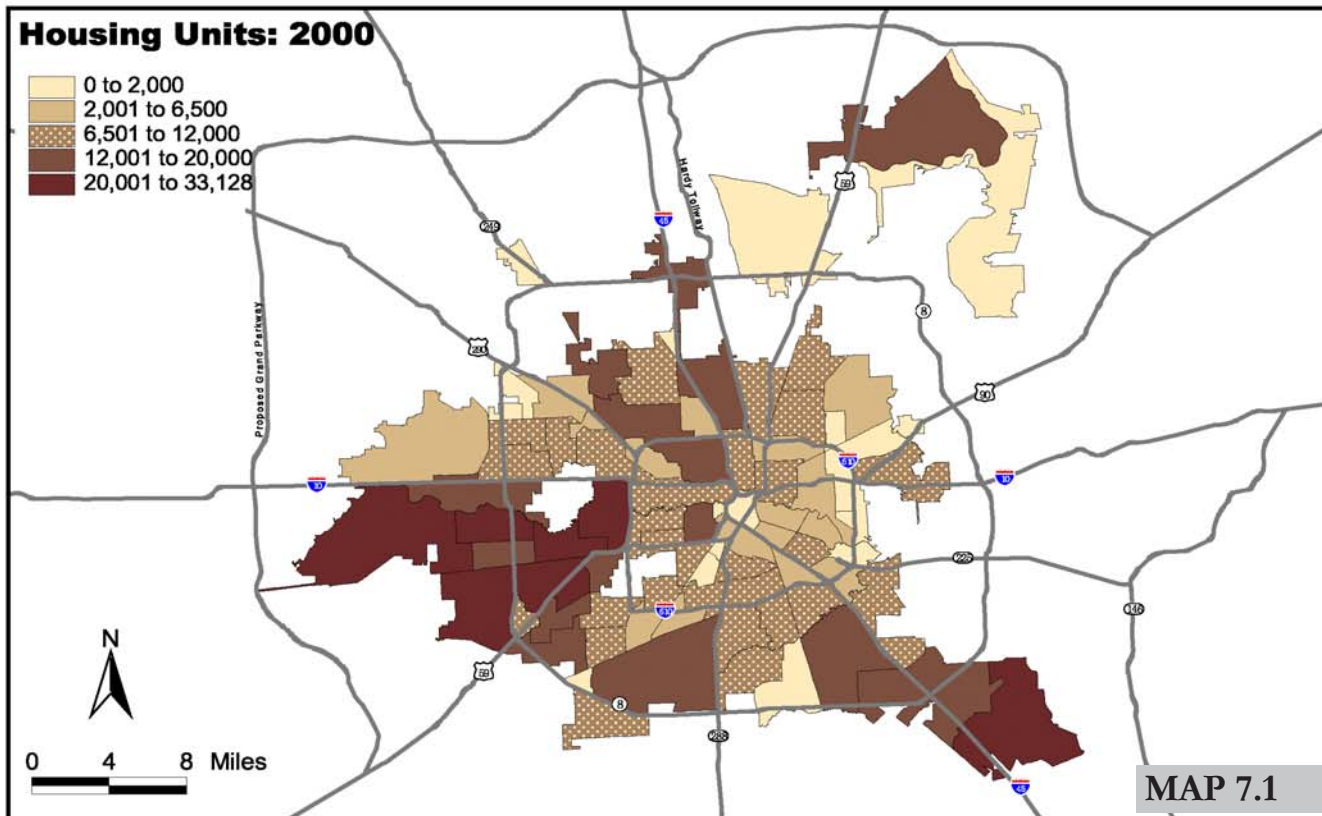 Housing Units: 2000
0 to 2,000
2,001 to 6,500
6,501 to 12,000
12,001 to 20,000
20,001 to 33,128
Hardy Tollway
59
45
249
8
290
Proposed Grand Parkway
90
610
10
10
225
146
610
59
8
288
45
N
0 4 8 Miles
MAP 7.1